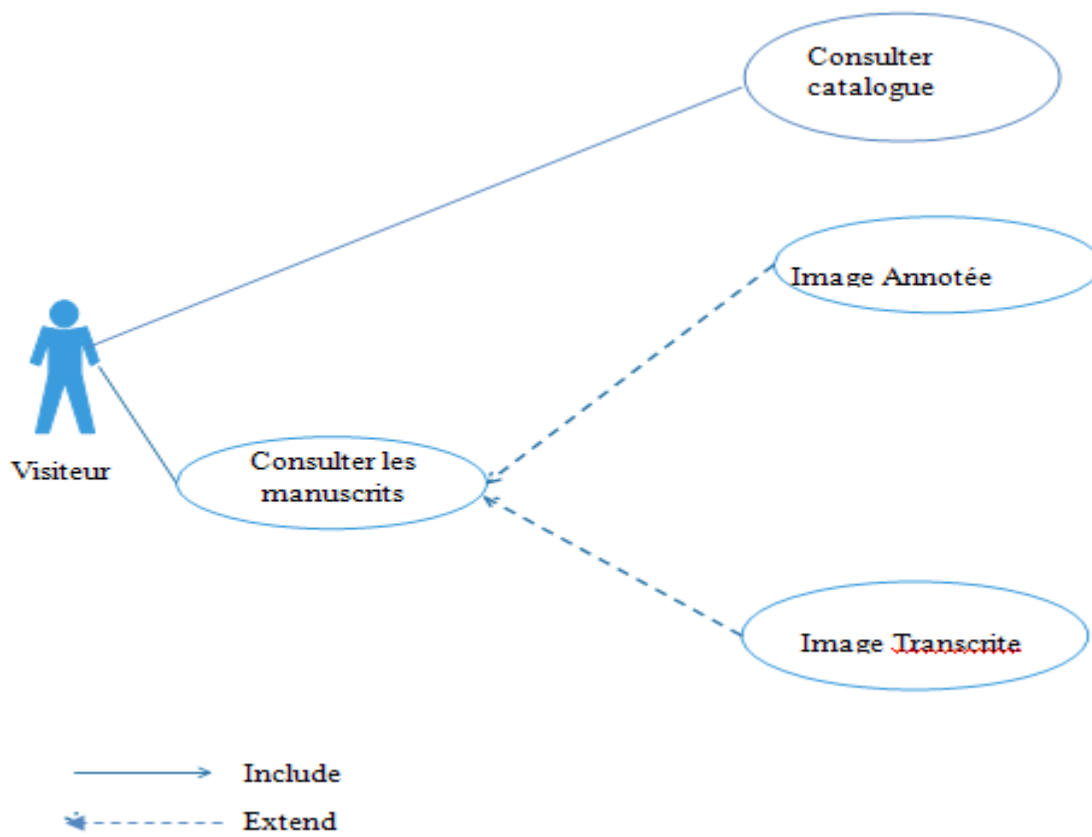 Consulter
catalogue
Image Annotée
Visiteur
Consulter les
manuscrits
Image Transcrite
Include
Extend